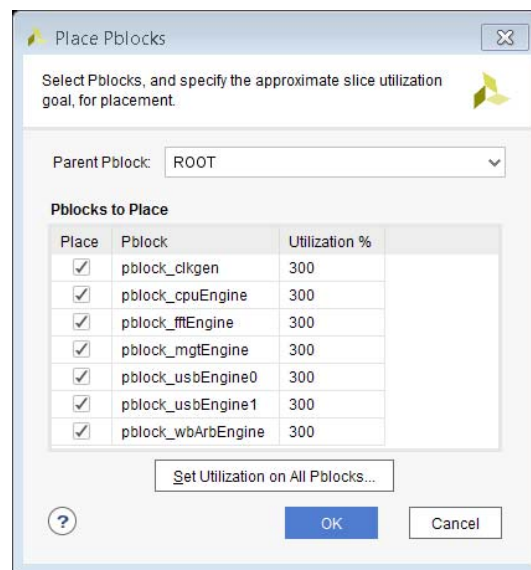 Place Pblocks
Select Pblocks, and specify the approximate slice utilization
goal, for placement.
Parent Pblock: ROOT
Pblocks to Place
Place Pblock Utilization %
pblock_clkgen 300
pblock_cpuEngine 300
pblock_fftEngine 300
pblock_mgtEngine 300
pblock_usbEngine0 300
pblock_usbEngine1 300
pblock_wbArbEngine 300
Set Utilization on All Pblocks...
? OK Cancel